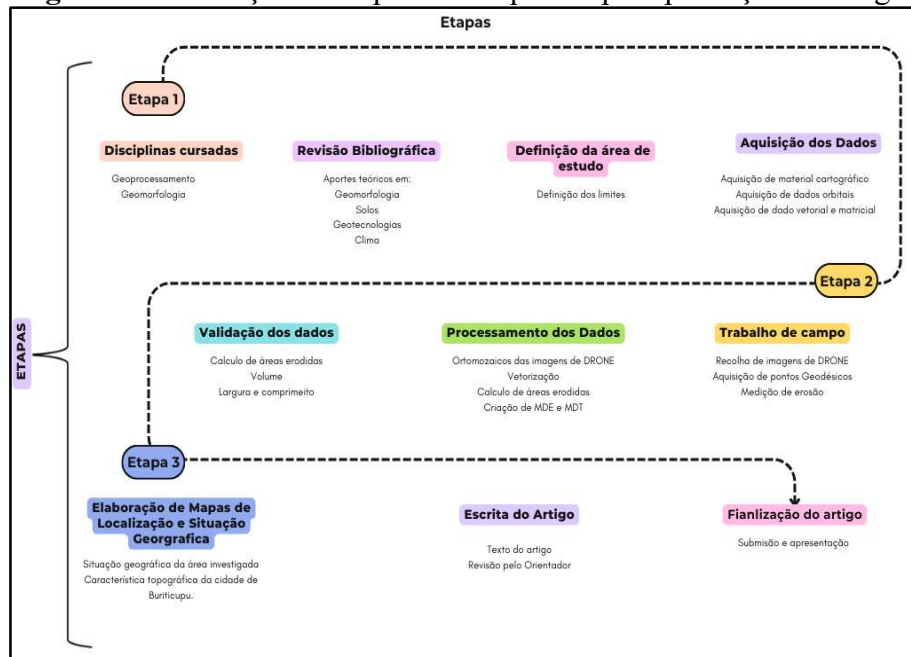 Etapas
Etapa 1
Disciplinas cursadas
Geoprocessamento
Geomorfologia
Revisão Bibliográfica
Aportes teóricos em:
Geomorfologia
Solos
Geotecnologias
Clima
Definição da área de
estudo
Definição dos limites
Aquisição dos Dados
Aquisição de material cartográfico
Aquisição de dados orbitais
Aquisição de dado vetorial e matricial
Etapa 2
ETAPAS
Validação dos dados
Calculo de áreas erodidas
Volume
Largura e comprimeito
Processamento dos Dados
Ortomozaicos das imagens de DRONE
Vetorização
Calculo de áreas erodidas
Criação de MDE e MDT
Trabalho de campo
Recolha de imagens de DRONE
Aquisição de pontos Geodésicos
Medição de erosão
Etapa 3
Elaboração de Mapas de
Localização e Situação
Georgrafica
Situação geográfica da área investigada
Característica topográfica da cidade de
Buriticupu.
Escrita do Artigo
Texto do artigo
Revisão pelo Orientador
Fianlização do artigo
Submisão e apresentação